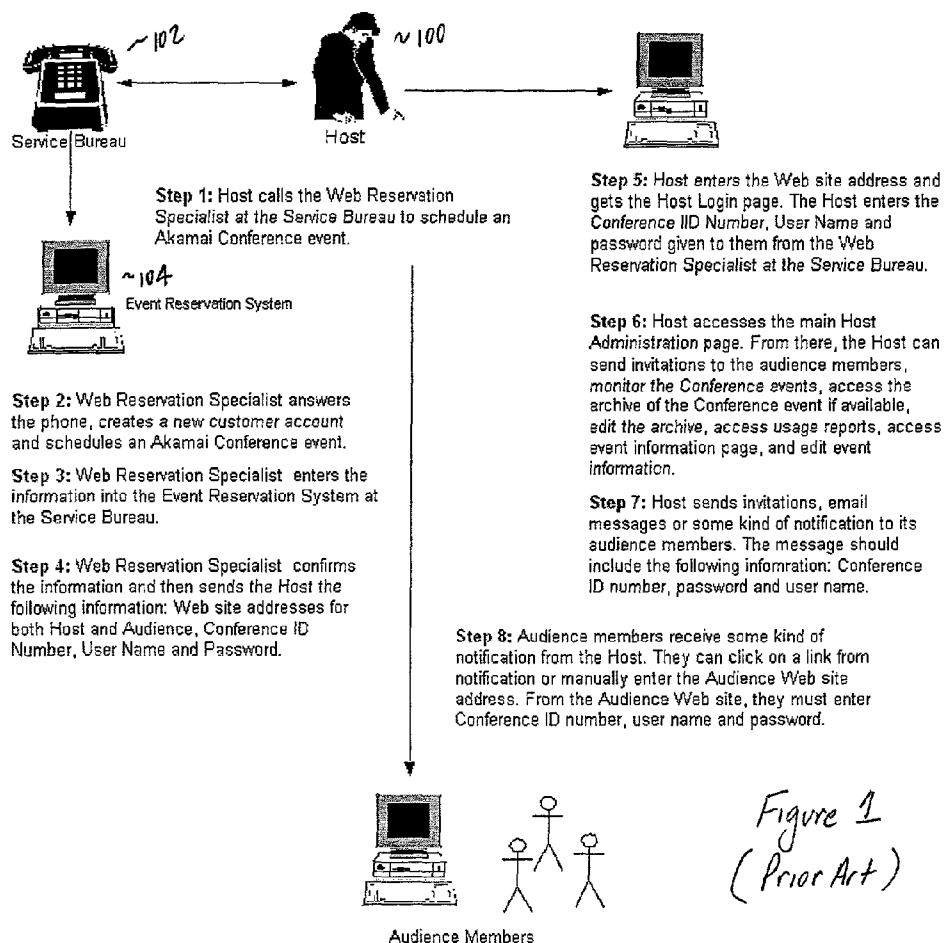 ~102
~100
Service Bureau
Host
Step 1: Host calls the Web Reservation
Specialist at the Service Bureau to schedule an
Akamai Conference event.
~104
Event Reservation System
Step 2: Web Reservation Specialist answers
the phone, creates a new customer account
and schedules an Akamai Conference event.
Step 3: Web Reservation Specialist enters the
information into the Event Reservation System at
the Service Bureau.
Step 4: Web Reservation Specialist confirms
the information and then sends the Host the
following information: Web site addresses for
both Host and Audience, Conference ID
Number, User Name and Password.
Step 5: Host enters the Web site address and
gets the Host Login page. The Host enters the
Conference IID Number, User Name and
password given to them from the Web
Reservation Specialist at the Service Bureau.
Step 6: Host accesses the main Host
Administration page. From there, the Host can
send invitations to the audience members,
monitor the Conference events, access the
archive of the Conference event if available,
edit the archive, access usage reports, access
event information page, and edit event
information.
Step 7: Host sends invitations, email
messages or some kind of notification to its
audience members. The message should
include the following infomration: Conference
ID number, password and user name.
Step 8: Audience members receive some kind of
notification from the Host. They can click on a link from
notification or manually enter the Audience Web site
address. From the Audience Web site, they must enter
Conference ID number, user name and password.
Audience Members
Figure 1
(Prior Art)